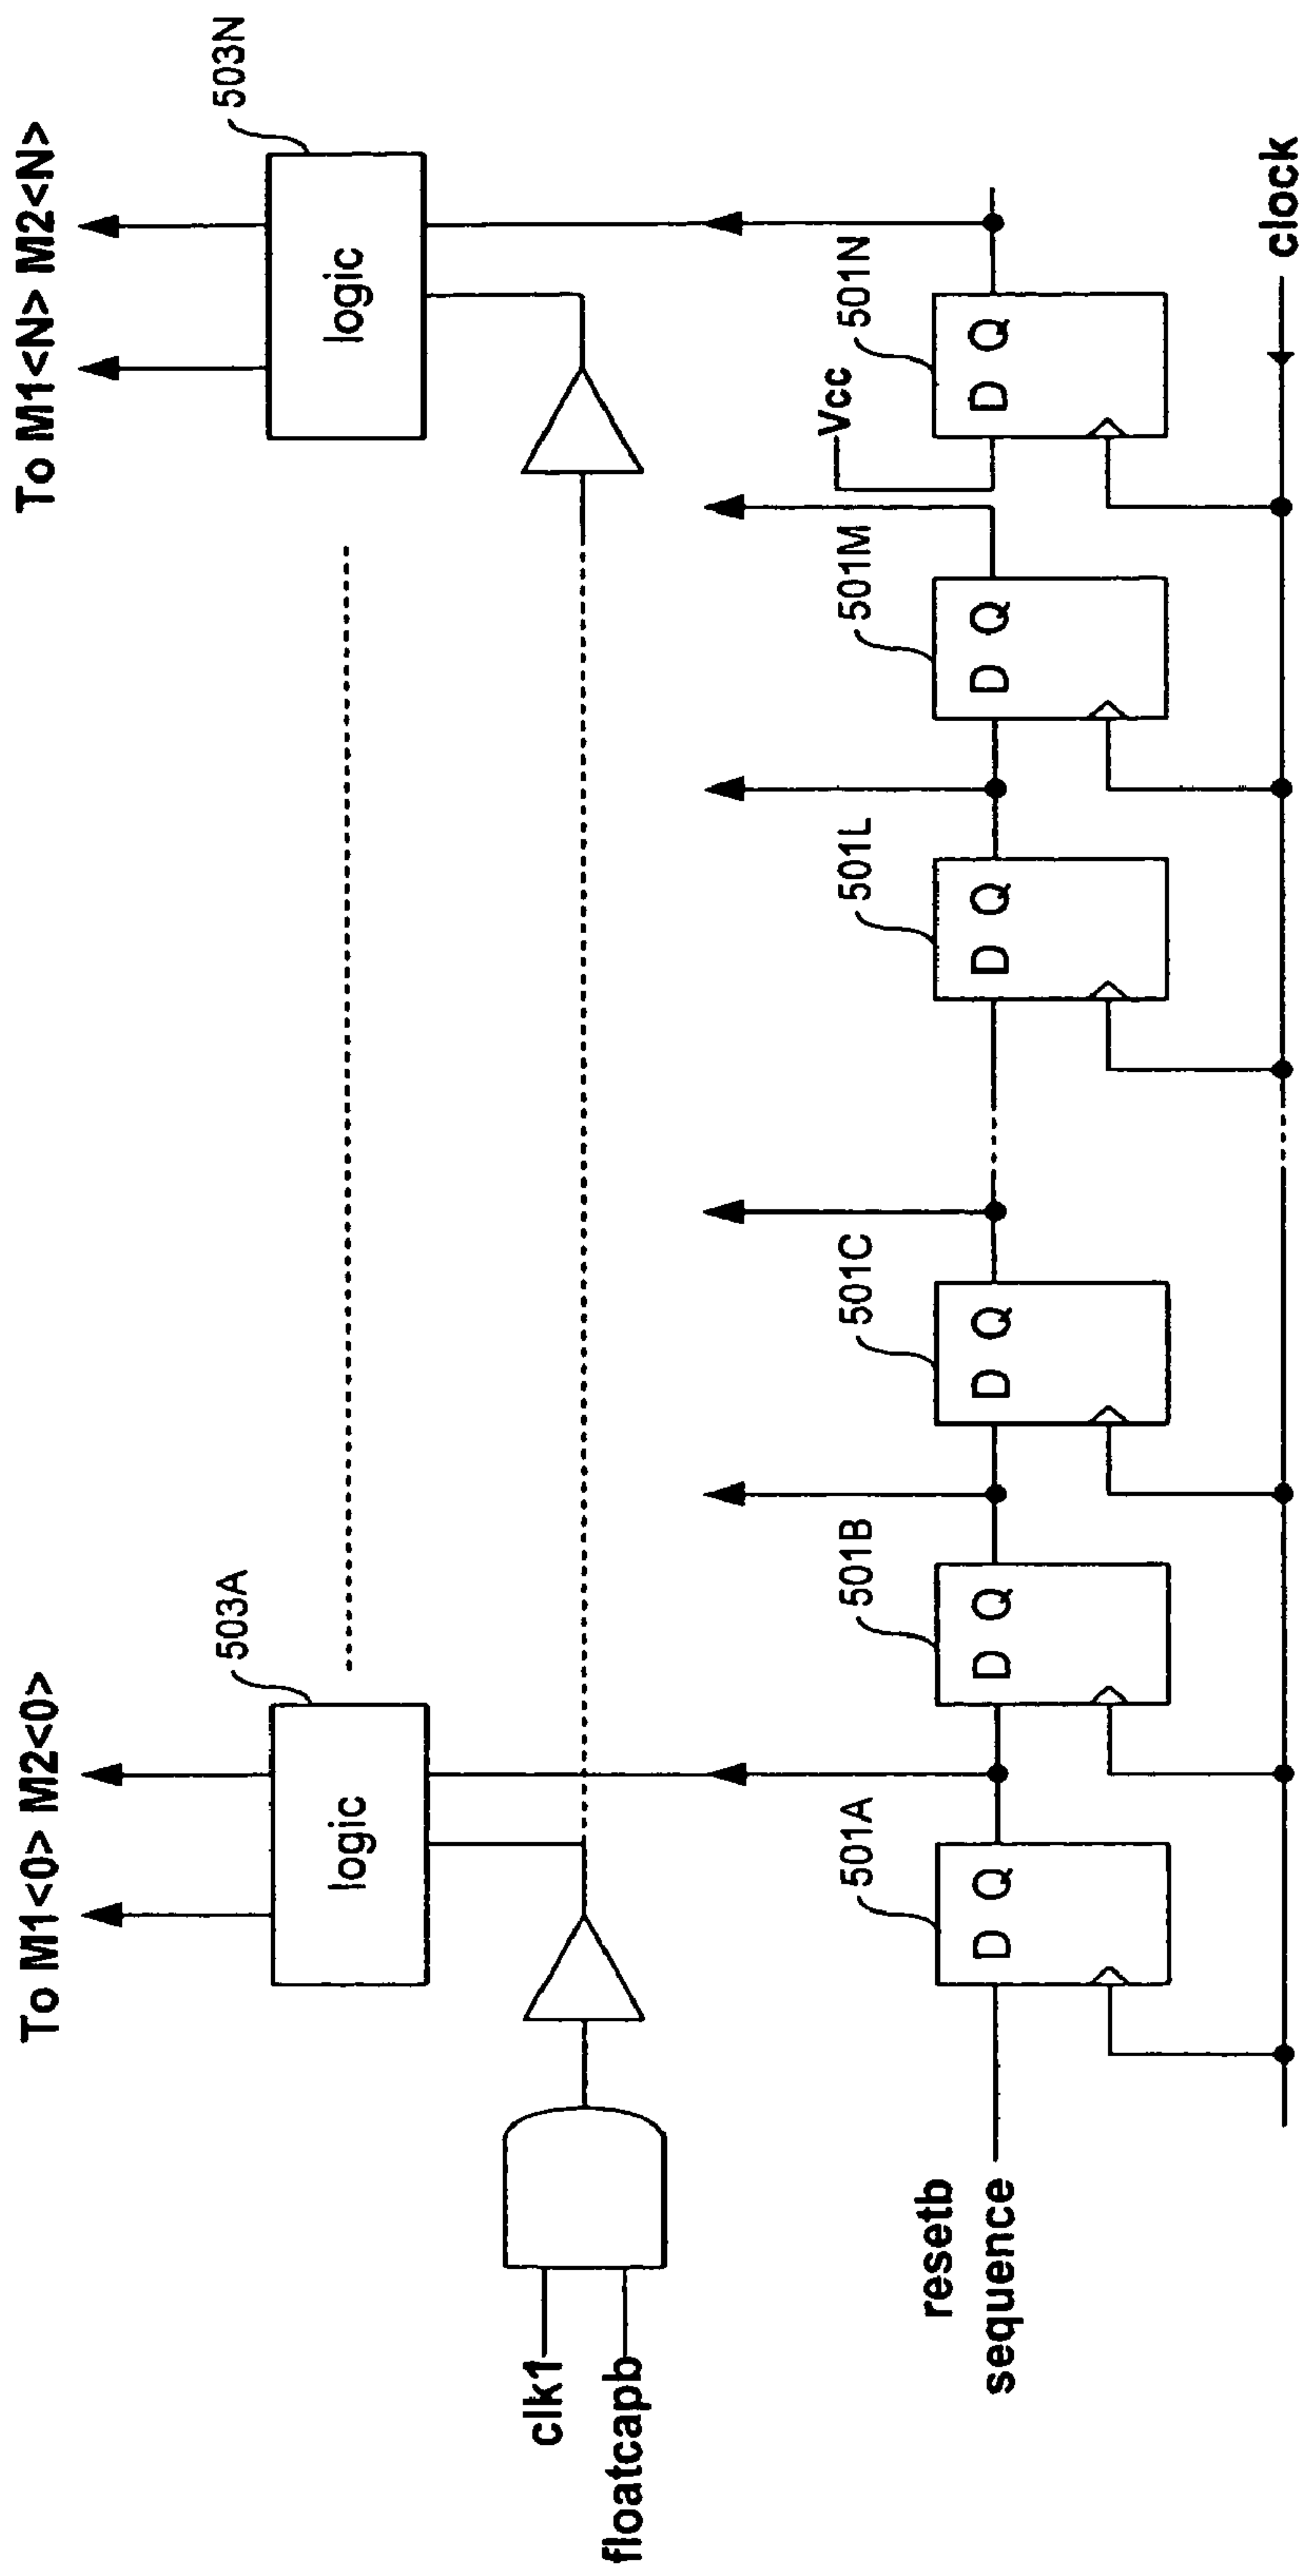 To M1<0> M2<0>
To M1<N> M2<N>
503A
503N
logic
logic
clk1
floatcapb
Vcc
501A
501B
501C
501L
501M
501N
D Q
D Q
D Q
D Q
D Q
D Q
resetb
sequence
clock